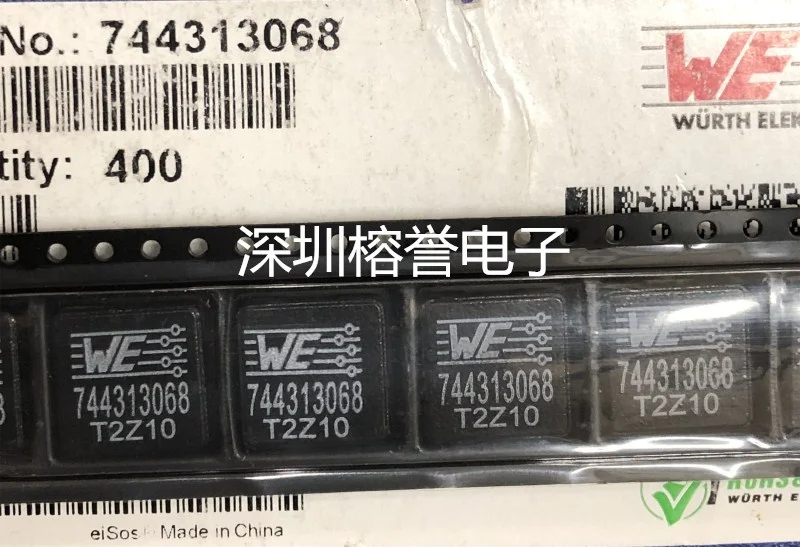 No.: 744313068
WE
WÜRTH ELEK
tity: 400
深圳榕誉电子
WE
744313068
T2Z10
WE
744313068
T2Z10
WE
744313068
T2Z10
WE
744313068
T2Z10
WÜRTH E
eiSos Made in China